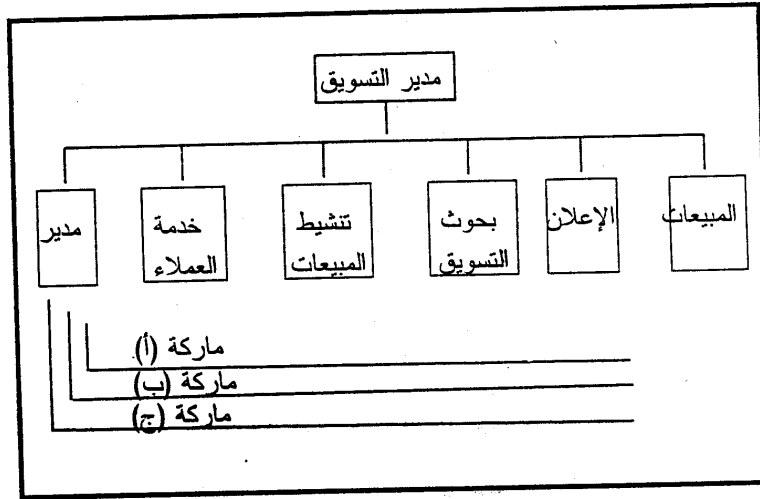 مدير التسويق
المبيعات
الإعلان
بحوث
التسويق
تنشيط
المبيعات
خدمة
العملاء
مدير
ماركة (أ)
ماركة (ب)
ماركة (ج)